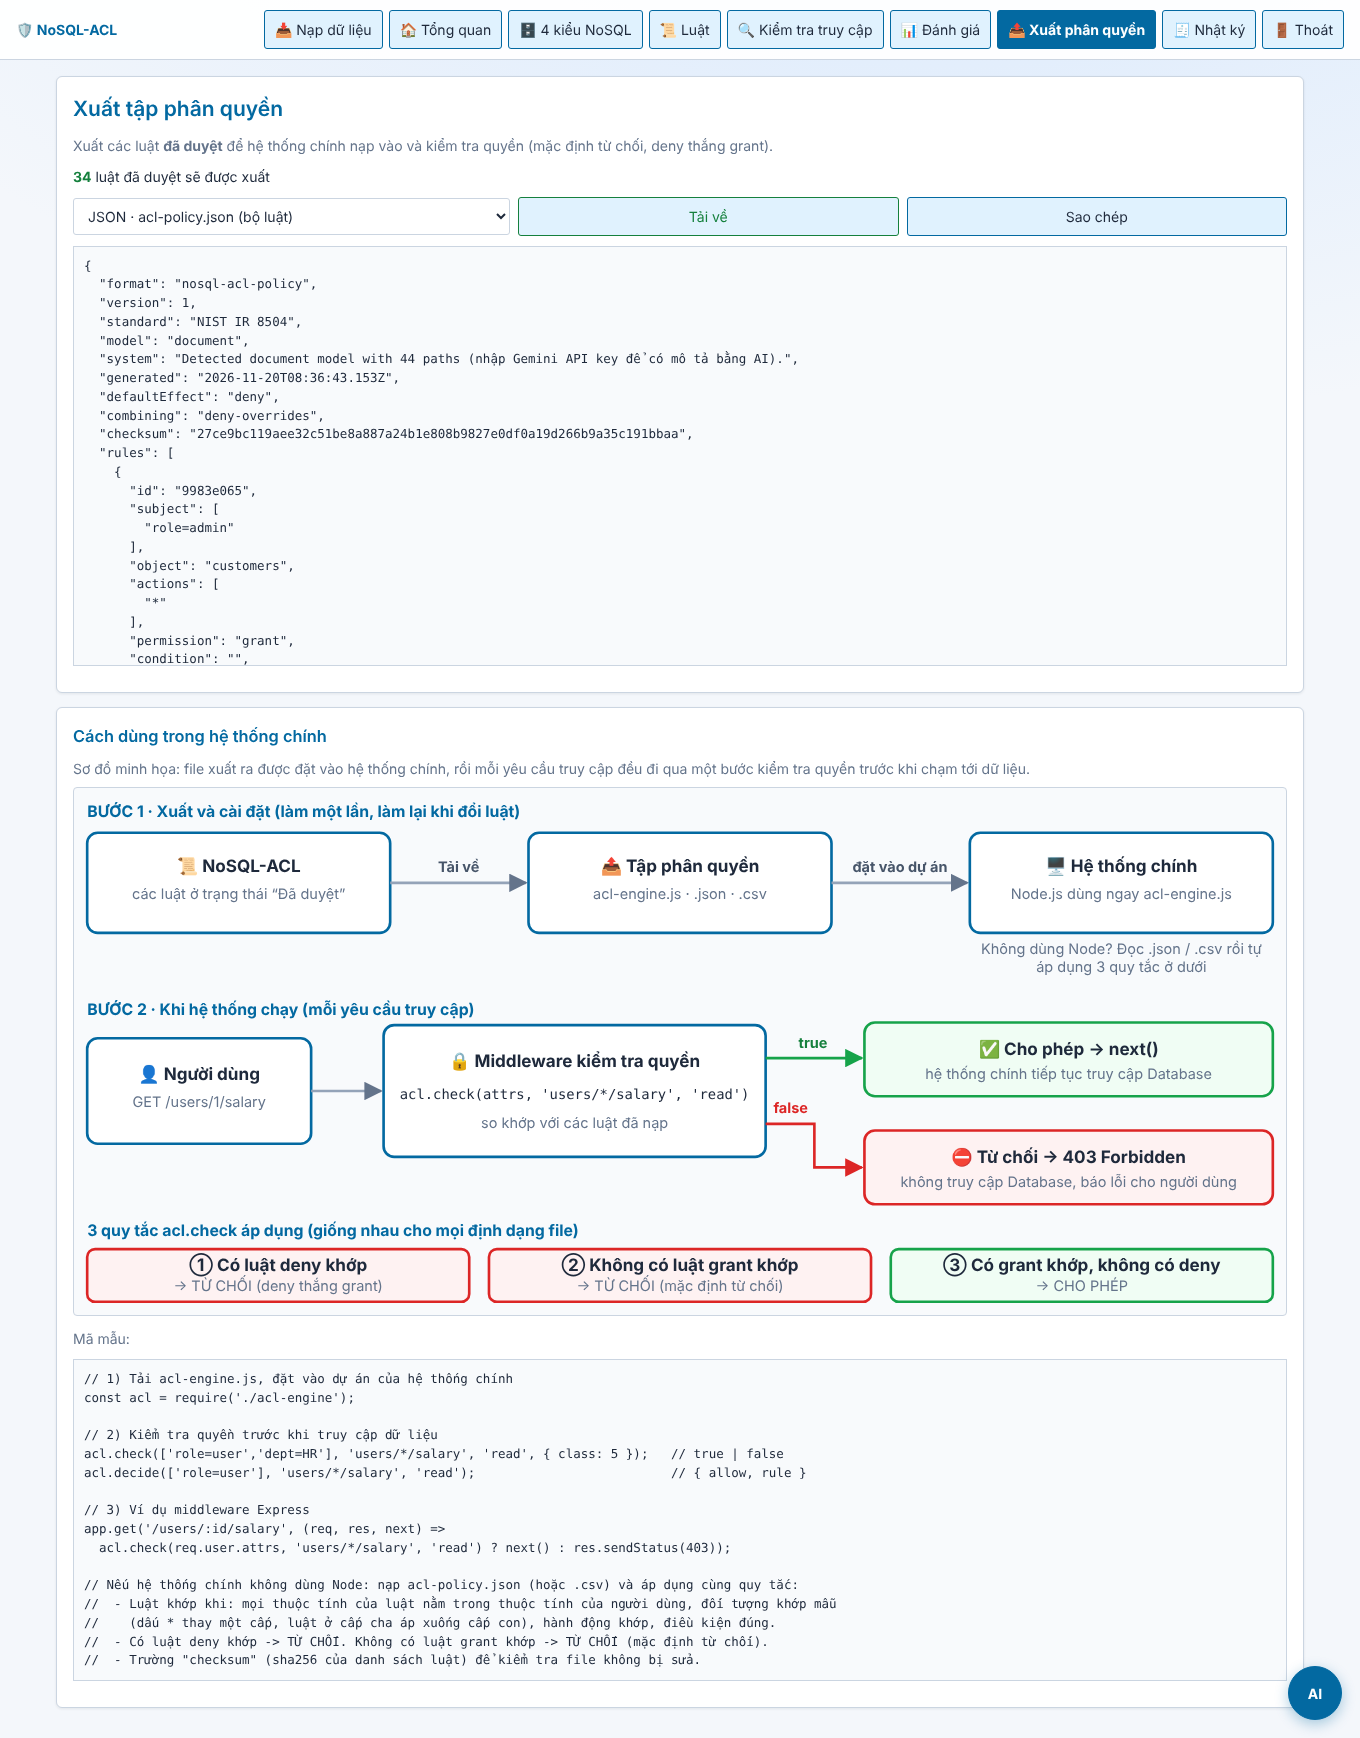 🛡️ NoSQL-ACL
📥 Nạp dữ liệu
🏠 Tổng quan
🗄️ 4 kiểu NoSQL
📜 Luật
🔍 Kiểm tra truy cập
📊 Đánh giá
📤 Xuất phân quyền
🧾 Nhật ký
🚪 Thoát
Xuất tập phân quyền
Xuất các luật đã duyệt để hệ thống chính nạp vào và kiểm tra quyền (mặc định từ chối, deny thắng grant).
34 luật đã duyệt sẽ được xuất
JSON · acl-policy.json (bộ luật)
Tải về
Sao chép
{
  "format": "nosql-acl-policy",
  "version": 1,
  "standard": "NIST IR 8504",
  "model": "document",
  "system": "Detected document model with 44 paths (nhập Gemini API key để có mô tả bằng AI).",
  "generated": "2026-11-20T08:36:43.153Z",
  "defaultEffect": "deny",
  "combining": "deny-overrides",
  "checksum": "27ce9bc119aee32c51be8a887a24b1e808b9827e0df0a19d266b9a35c191bbaa",
  "rules": [
    {
      "id": "9983e065",
      "subject": [
        "role=admin"
      ],
      "object": "customers",
      "actions": [
        "*"
      ],
      "permission": "grant",
      "condition": "",
Cách dùng trong hệ thống chính
Sơ đồ minh họa: file xuất ra được đặt vào hệ thống chính, rồi mỗi yêu cầu truy cập đều đi qua một bước kiểm tra quyền trước khi chạm tới dữ liệu.
BƯỚC 1 · Xuất và cài đặt (làm một lần, làm lại khi đổi luật)
📜 NoSQL-ACL
các luật ở trạng thái “Đã duyệt”
Tải về
📤 Tập phân quyền
acl-engine.js · .json · .csv
đặt vào dự án
🖥️ Hệ thống chính
Node.js dùng ngay acl-engine.js
Không dùng Node? Đọc .json / .csv rồi tự
áp dụng 3 quy tắc ở dưới
BƯỚC 2 · Khi hệ thống chạy (mỗi yêu cầu truy cập)
👤 Người dùng
GET /users/1/salary
🔒 Middleware kiểm tra quyền
acl.check(attrs, 'users/*/salary', 'read')
so khớp với các luật đã nạp
true
false
✅ Cho phép → next()
hệ thống chính tiếp tục truy cập Database
⛔ Từ chối → 403 Forbidden
không truy cập Database, báo lỗi cho người dùng
3 quy tắc acl.check áp dụng (giống nhau cho mọi định dạng file)
① Có luật deny khớp
→ TỪ CHỐI (deny thắng grant)
② Không có luật grant khớp
→ TỪ CHỐI (mặc định từ chối)
③ Có grant khớp, không có deny
→ CHO PHÉP
Mã mẫu:
// 1) Tải acl-engine.js, đặt vào dự án của hệ thống chính
const acl = require('./acl-engine');
// 2) Kiểm tra quyền trước khi truy cập dữ liệu
acl.check(['role=user','dept=HR'], 'users/*/salary', 'read', { class: 5 });   // true | false
acl.decide(['role=user'], 'users/*/salary', 'read');                          // { allow, rule }
// 3) Ví dụ middleware Express
app.get('/users/:id/salary', (req, res, next) =>
  acl.check(req.user.attrs, 'users/*/salary', 'read') ? next() : res.sendStatus(403));
// Nếu hệ thống chính không dùng Node: nạp acl-policy.json (hoặc .csv) và áp dụng cùng quy tắc:
//  - Luật khớp khi: mọi thuộc tính của luật nằm trong thuộc tính của người dùng, đối tượng khớp mẫu
//    (dấu * thay một cấp, luật ở cấp cha áp xuống cấp con), hành động khớp, điều kiện đúng.
//  - Có luật deny khớp -> TỪ CHỐI. Không có luật grant khớp -> TỪ CHỐI (mặc định từ chối).
//  - Trường "checksum" (sha256 của danh sách luật) để kiểm tra file không bị sửa.
AI